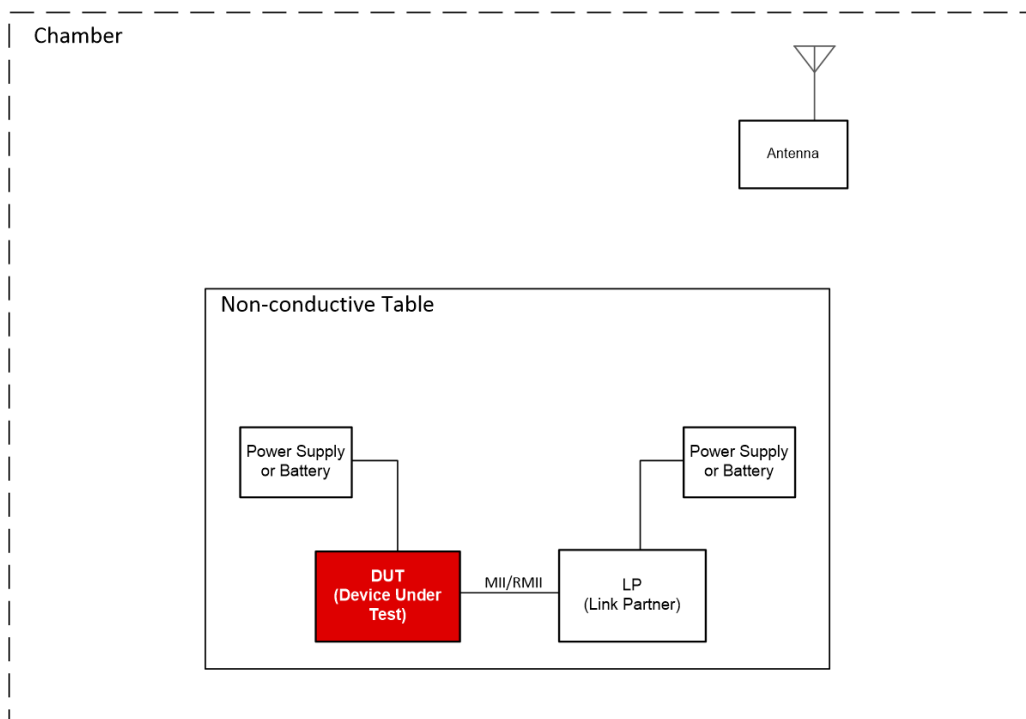 Chamber
Antenna
Non-conductive Table
Power Supply
or Battery
Power Supply
or Battery
DUT
(Device Under
Test)
MII/RMII
LP
(Link Partner)